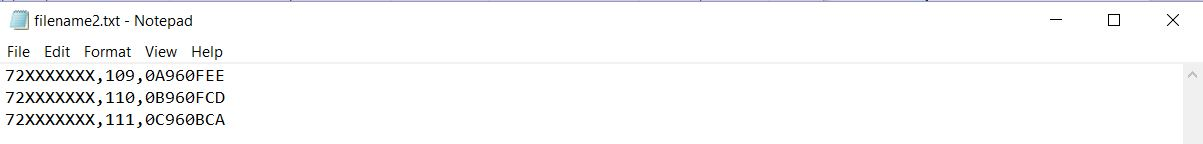 filename2.txt - Notepad
File Edit Format View Help
72XXXXXXX,109,0A960FEE
72XXXXXXX,110,0B960FCD
72XXXXXXX,111,0C960BCA